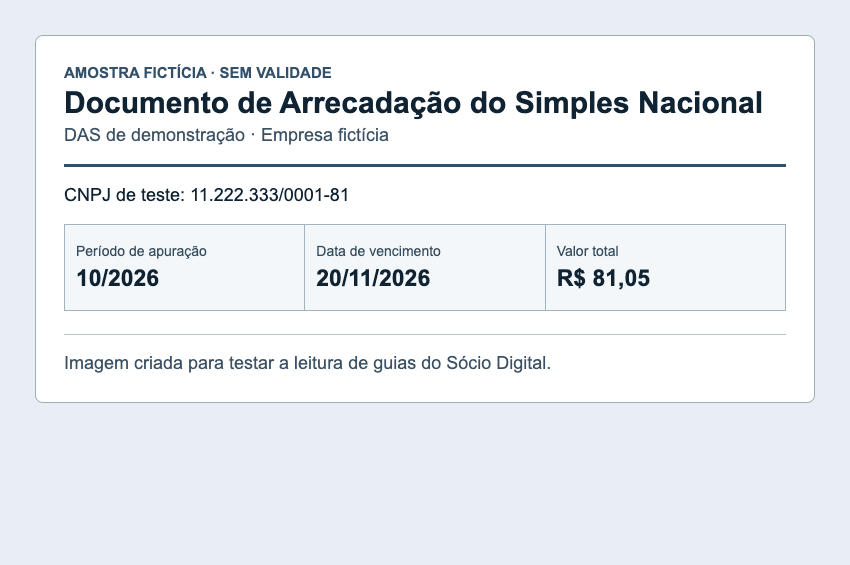 AMOSTRA FICTÍCIA · SEM VALIDADE
Documento de Arrecadação do Simples Nacional
DAS de demonstração · Empresa fictícia
CNPJ de teste: 11.222.333/0001-81
Período de apuração
10/2026
Data de vencimento
20/11/2026
Valor total
R$ 81,05
Imagem criada para testar a leitura de guias do Sócio Digital.